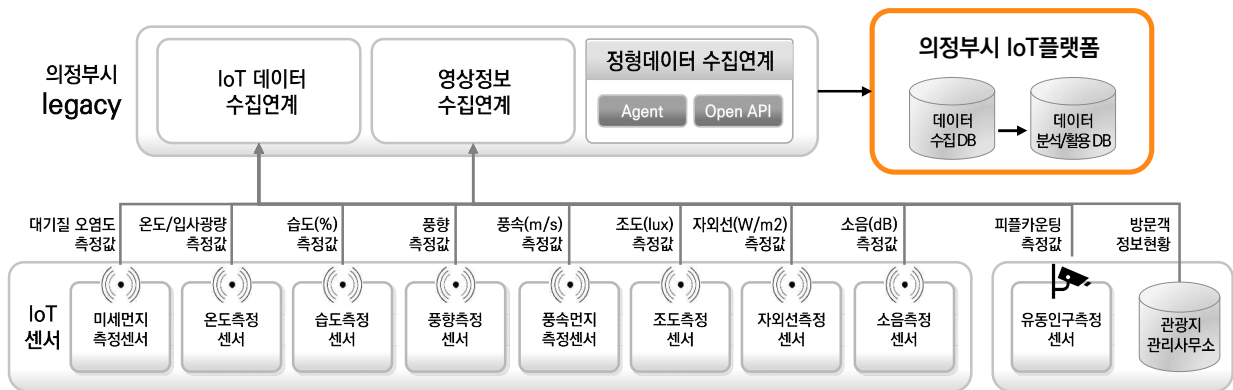 의정부시
legacy
IoT 데이터
수집연계
영상정보
수집연계
정형데이터 수집연계
Agent
Open API
의정부시 IoT플랫폼
데이터
수집DB
데이터
분석/활용DB
대기질 오염도
측정값
온도/입사광량
측정값
습도(%)
측정값
풍향
측정값
풍속(m/s)
측정값
조도(lux)
측정값
자외선(W/m2)
측정값
소음(dB)
측정값
피플카운팅
측정값
방문객
정보현황
IoT
센서
미세먼지
측정센서
온도측정
센서
습도측정
센서
풍향측정
센서
풍속먼지
측정센서
조도측정
센서
자외선측정
센서
소음측정
센서
유동인구측정
센서
관광지
관리사무소